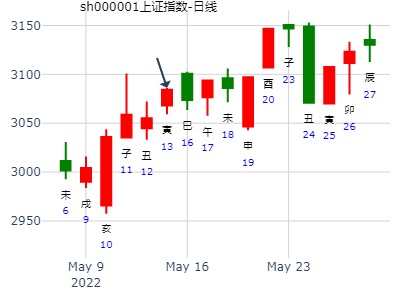 sh000001上证指数-日线
3150
3100
3050
3000
2950
未
6
戌
9
亥
10
子
11
丑
12
寅
13
巳
16
午
17
未
18
申
19
酉
20
子
23
丑
24
寅
25
卯
26
辰
27
May 9
2022
May 16
May 23